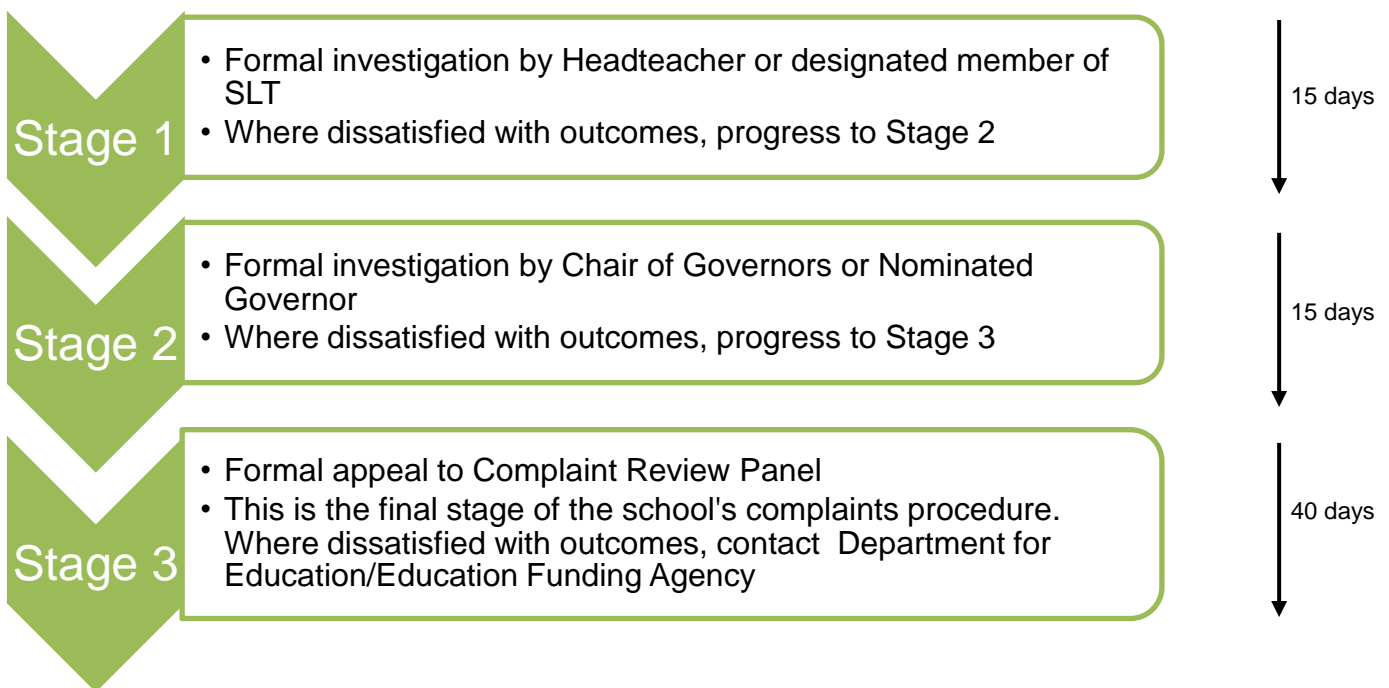 Stage 1
• Formal investigation by Headteacher or designated member of
SLT
• Where dissatisfied with outcomes, progress to Stage 2
15 days
Stage 2
• Formal investigation by Chair of Governors or Nominated
Governor
• Where dissatisfied with outcomes, progress to Stage 3
15 days
Stage 3
• Formal appeal to Complaint Review Panel
• This is the final stage of the school's complaints procedure.
Where dissatisfied with outcomes, contact  Department for
Education/Education Funding Agency
40 days